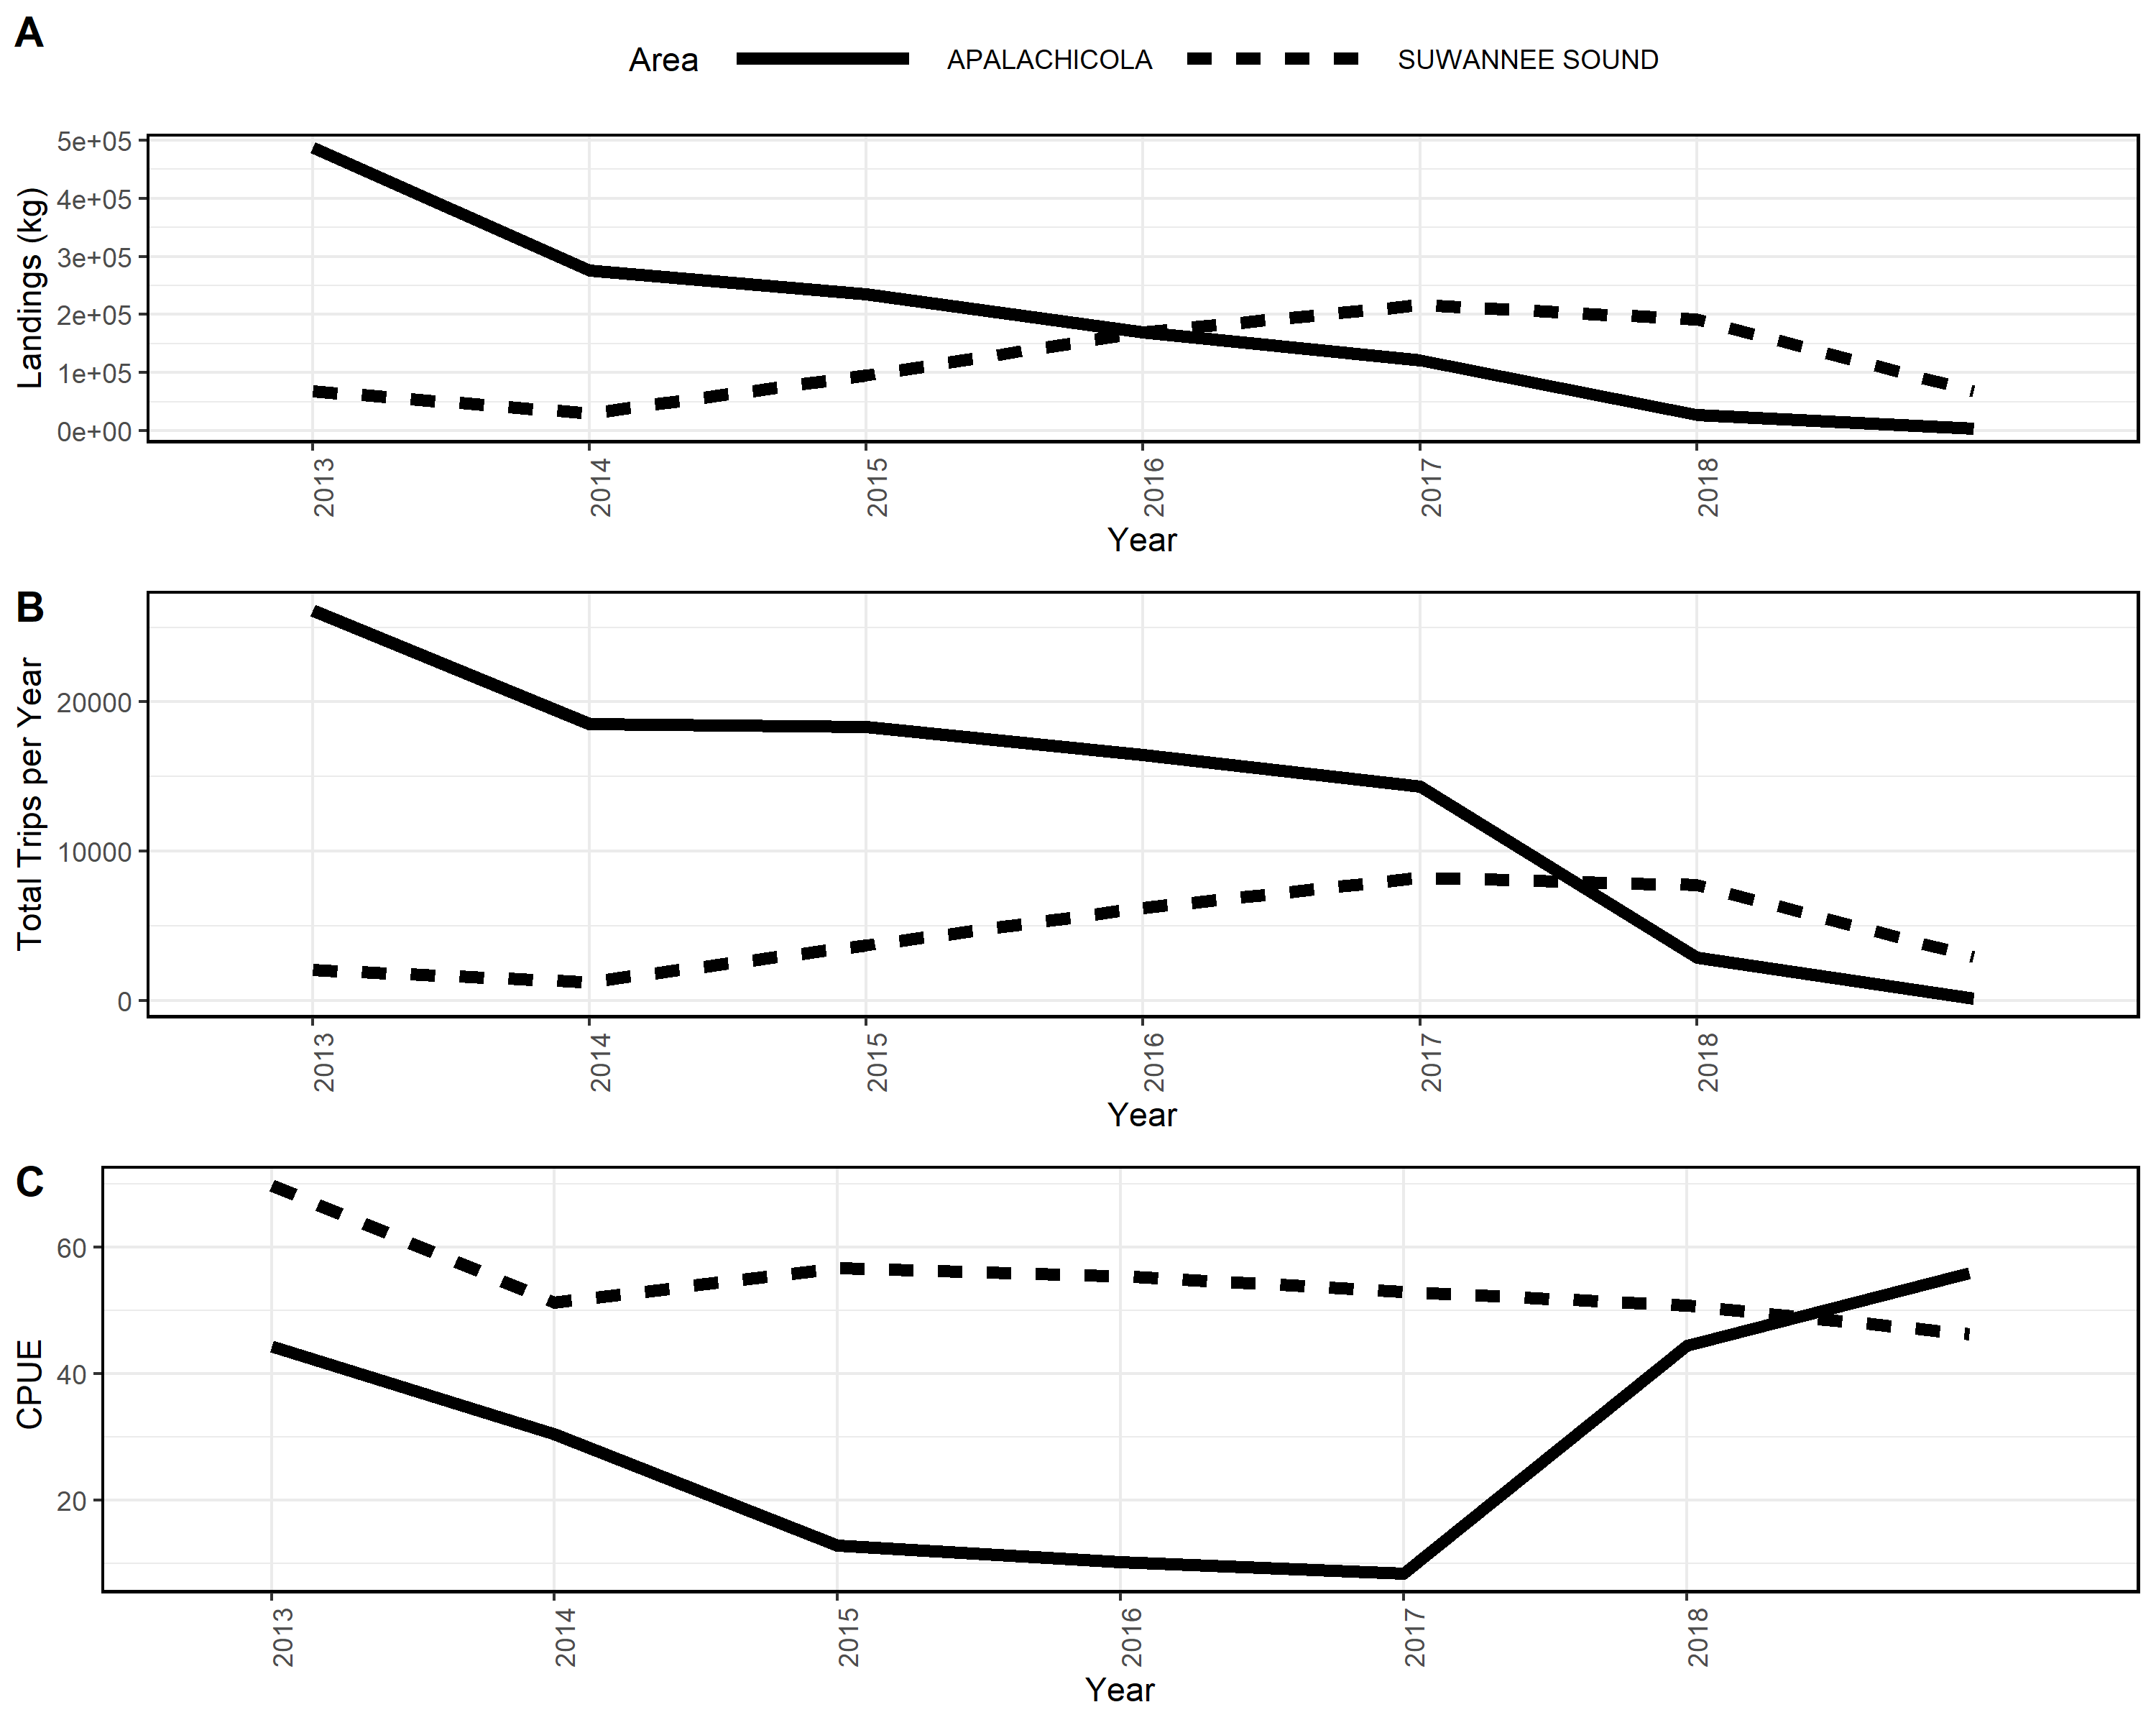 A
Area APALACHICOLA SUWANNEE SOUND
Landings (kg)
5e+05
4e+05
3e+05
2e+05
1e+05
0e+00
2013 2014 2015 2016 2017 2018
Year
B
Total Trips per Year
20000
10000
0
2013 2014 2015 2016 2017 2018
Year
C
CPUE
60
40
20
2013 2014 2015 2016 2017 2018
Year